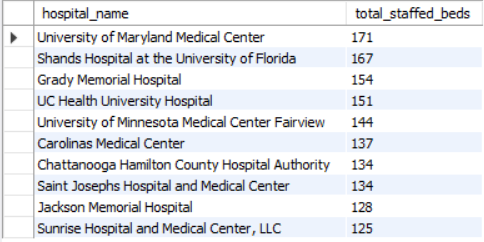 hospital_name total_staffed_beds
University of Maryland Medical Center 171
Shands Hospital at the University of Florida 167
Grady Memorial Hospital 154
UC Health University Hospital 151
University of Minnesota Medical Center Fairview 144
Carolinas Medical Center 137
Chattanooga Hamilton County Hospital Authority 134
Saint Josephs Hospital and Medical Center 134
Jackson Memorial Hospital 128
Sunrise Hospital and Medical Center, LLC 125